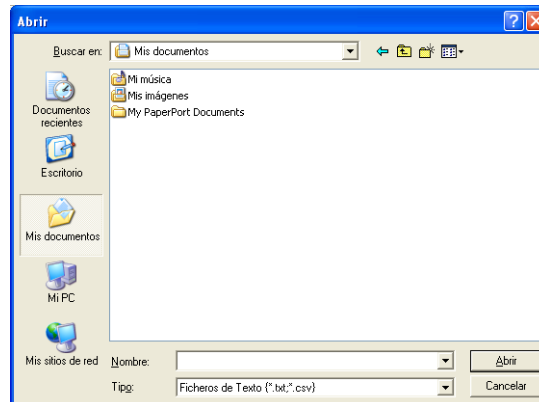 Abrir
Buscar en:
Mis documentos
Mi música
Mis imágenes
My PaperPort Documents
Documentos
recientes
Escritorio
Mis documentos
Mi PC
Mis sitios de red
Nombre:
Abrir
Tipo:
Ficheros de Texto {*.txt;*.csv}
Cancelar